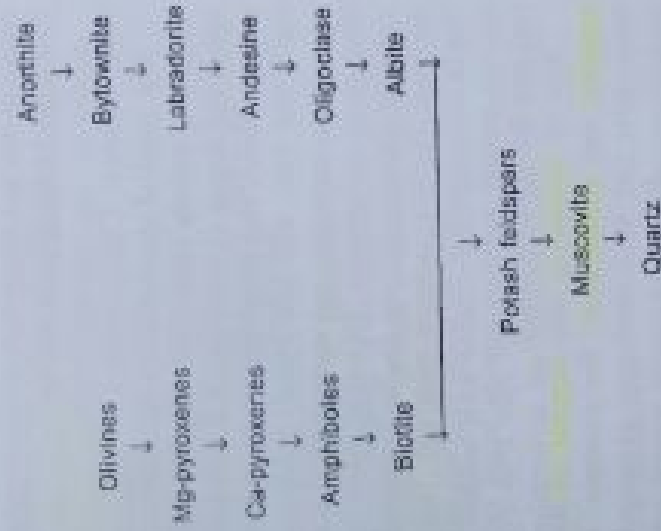 Anorthite
Olivines Bytownite
Mg-pyroxenes Labradorite
Ca-pyroxenes Andesine
Amphiboles Oligoclase
Biotite Albite
Potash feldspars
Muscovite
Quartz